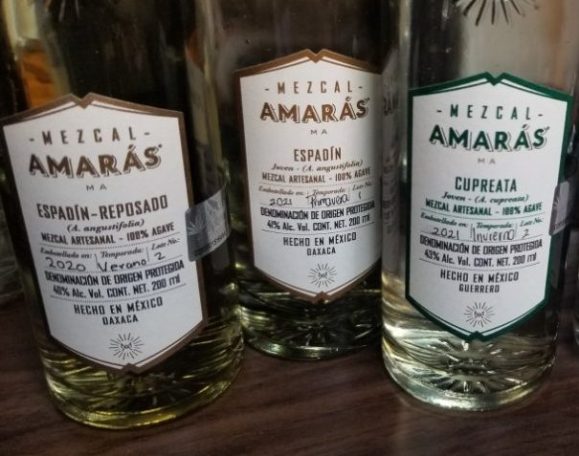 - MEZCAL -
AMARÁS
MA
ESPADÍN-REPOSADO
(A. angustifolia)
MEZCAL ARTESANAL - 100% AGAVE
Embotellado en: Temporada: Lote No.:
2020 Verano 2
DENOMINACIÓN DE ORIGEN PROTEGIDA
40% Alc. Vol. CONT. NET. 200 ml
HECHO EN MÉXICO
OAXACA
- MEZCAL -
AMARÁS
MA
ESPADÍN
Joven - (A. angustifolia)
MEZCAL ARTESANAL - 100% AGAVE
Embotellado en: Temporada: Lote No.:
2021 Primavera 1
DENOMINACIÓN DE ORIGEN PROTEGIDA
41% Alc. Vol. CONT. NET. 200 ml
HECHO EN MÉXICO
OAXACA
- MEZCAL -
AMARÁS
MA
CUPREATA
Joven - (A. cupreata)
MEZCAL ARTESANAL - 100% AGAVE
Embotellado en: Temporada: Lote No.:
2021 Invierno 2
DENOMINACIÓN DE ORIGEN PROTEGIDA
43% Alc. Vol. CONT. NET. 200 ml
HECHO EN MÉXICO
GUERRERO